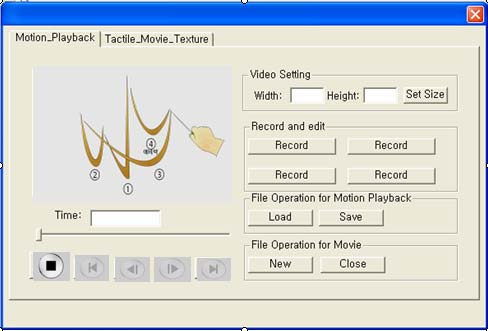 Motion_Playback Tactile_Movie_Texture
④
② ① ③
Time:
Video Setting
Width: Height: Set Size
Record and edit
Record Record
Record Record
File Operation for Motion Playback
Load Save
File Operation for Movie
New Close